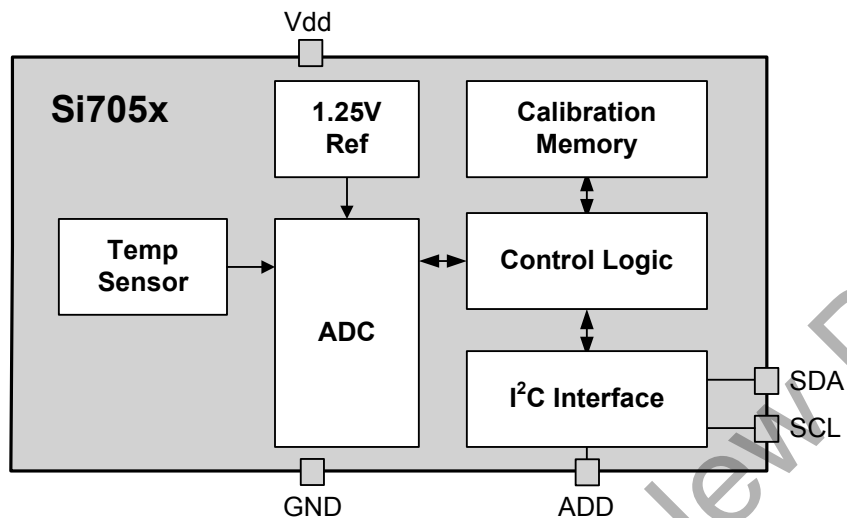 Vdd
Si705x
1.25V
Ref
Calibration
Memory
Temp
Sensor
ADC
Control Logic
I²C Interface
SDA
SCL
GND
ADD